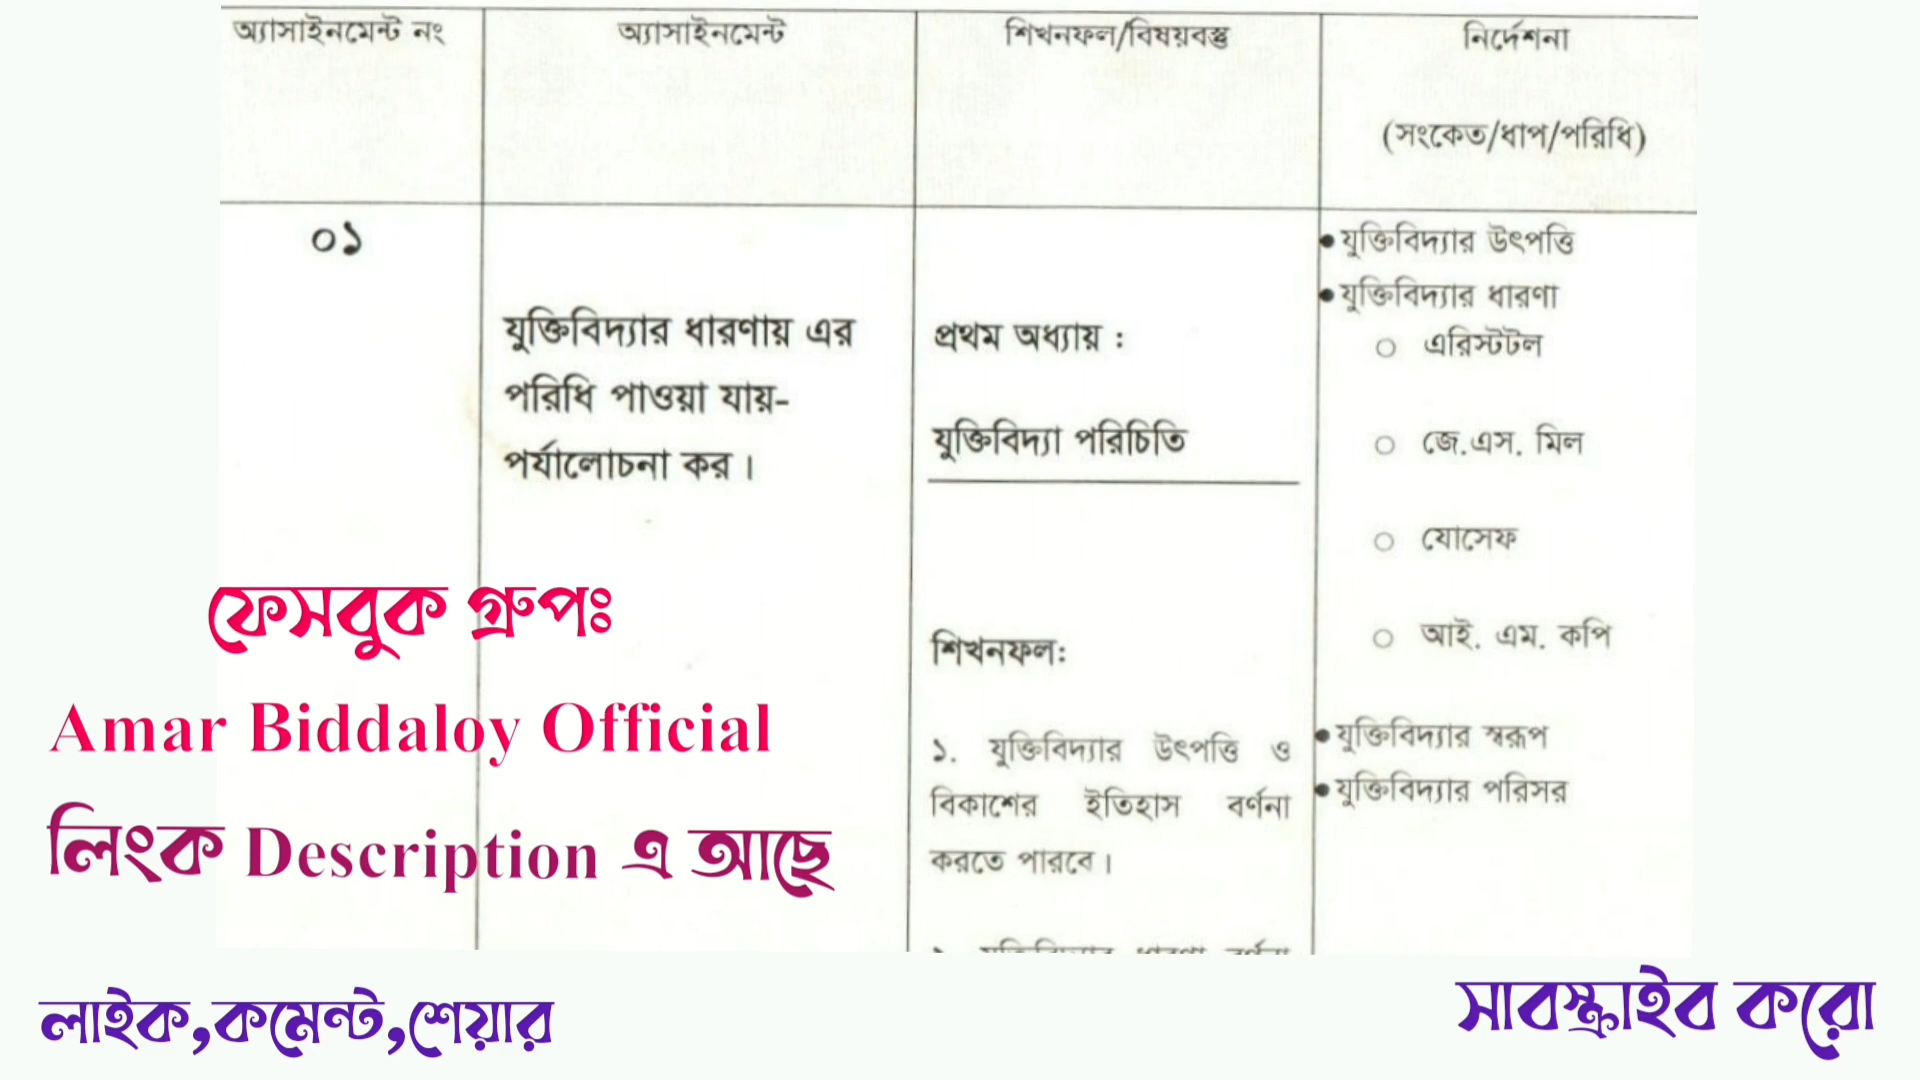 অ্যাসাইনমেন্ট নং
অ্যাসাইনমেন্ট
শিখনফল/বিষয়বস্তু
নির্দেশনা
(সংকেত/ধাপ/পরিধি)
০১
যুক্তিবিদ্যার ধারণায় এর
পরিধি পাওয়া যায়-
পর্যালোচনা কর।
প্রথম অধ্যায় :
যুক্তিবিদ্যা পরিচিতি
শিখনফল:
১. যুক্তিবিদ্যার উৎপত্তি ও
বিকাশের ইতিহাস বর্ণনা
করতে পারবে।
•যুক্তিবিদ্যার উৎপত্তি
•যুক্তিবিদ্যার ধারণা
○ এরিস্টটল
○ জে.এস. মিল
○ যোসেফ
○ আই. এম. কপি
•যুক্তিবিদ্যার স্বরূপ
•যুক্তিবিদ্যার পরিসর
ফেসবুক গ্রুপঃ
Amar Biddaloy Official
লিংক Description এ আছে
লাইক,কমেন্ট,শেয়ার
সাবস্ক্রাইব করো